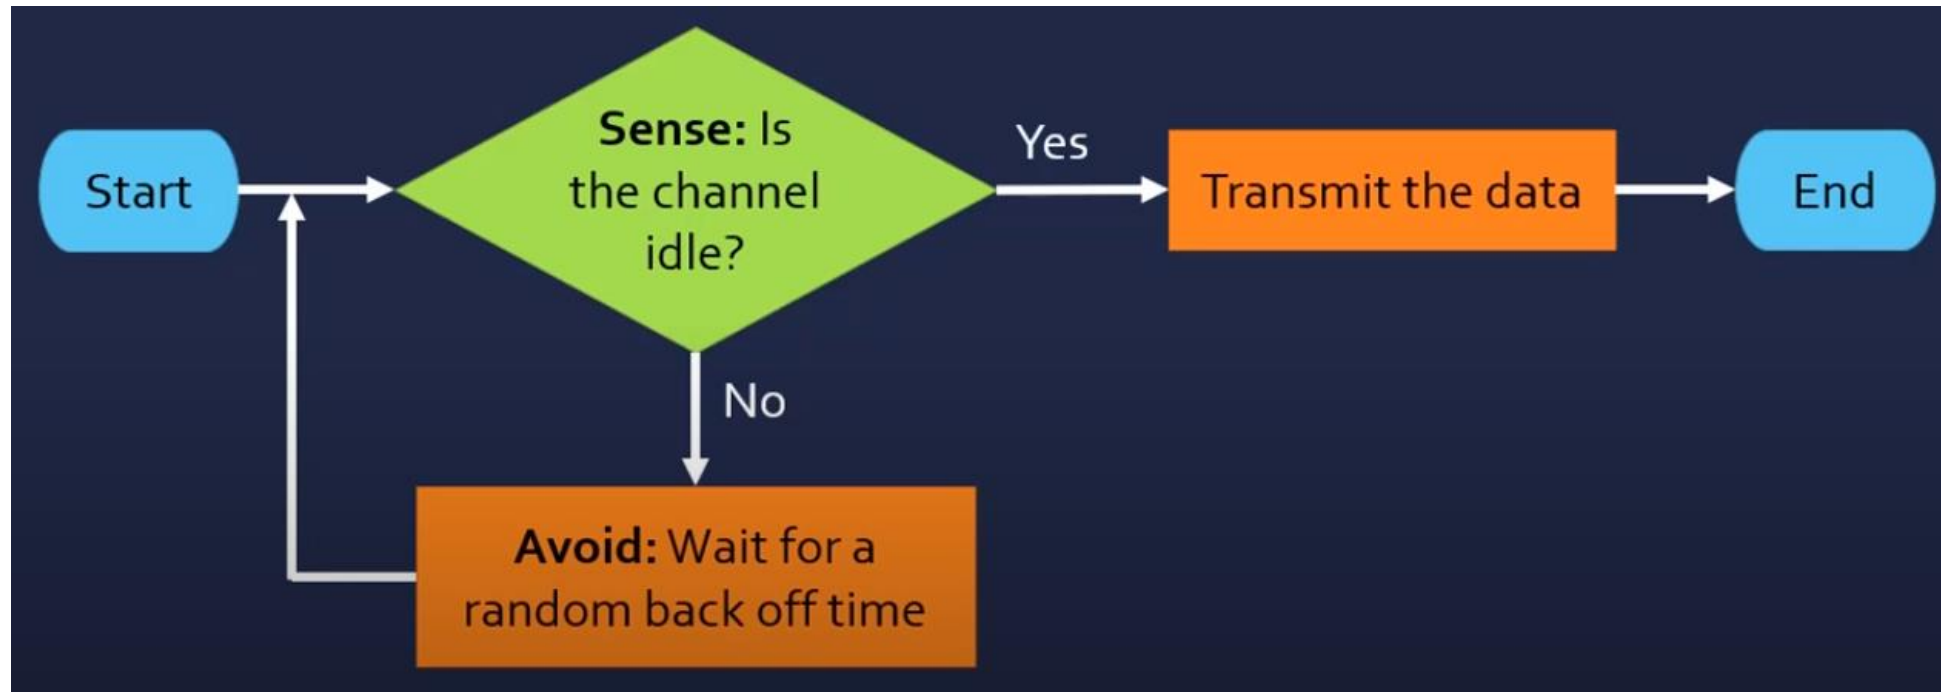 Start
Sense: Is
the channel
idle?
Yes
Transmit the data
End
No
Avoid: Wait for a
random back off time